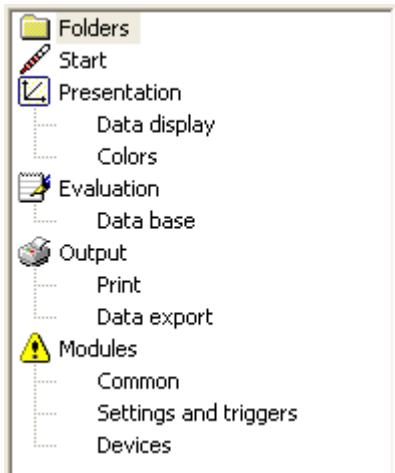 Folders
Start
Presentation
Data display
Colors
Evaluation
Data base
Output
Print
Data export
Modules
Common
Settings and triggers
Devices